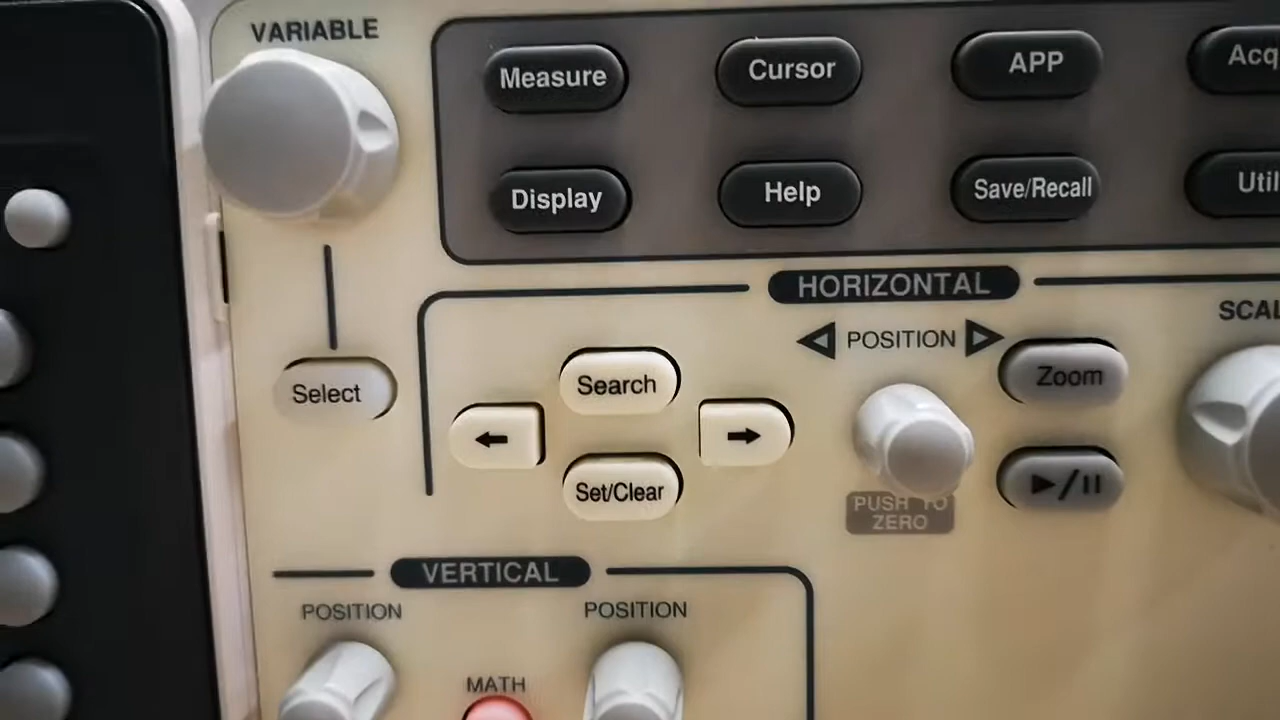 VARIABLE
Measure
Cursor
APP
Acq
Display
Help
Save/Recall
Util
HORIZONTAL
SCAL
POSITION
Search
Zoom
Select
Set/Clear
PUSH TO
ZERO
VERTICAL
POSITION
POSITION
MATH